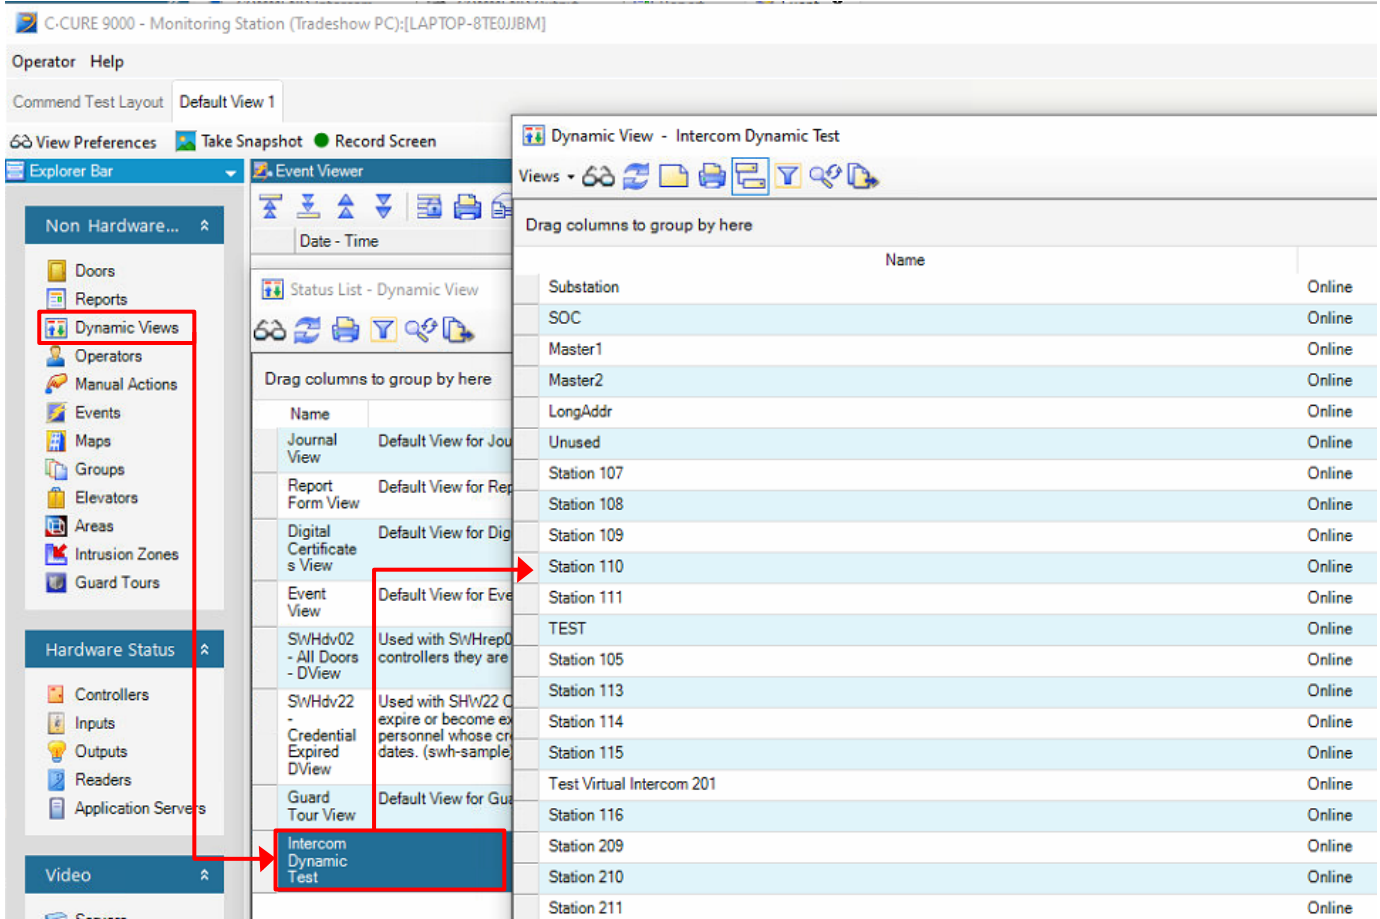 C•CURE 9000 - Monitoring Station (Tradeshow PC):[LAPTOP-8TE0JJBM]
Operator Help
Commend Test Layout Default View 1
View Preferences Take Snapshot Record Screen
Explorer Bar
Non Hardware...
Doors
Reports
Dynamic Views
Operators
Manual Actions
Events
Maps
Groups
Elevators
Areas
Intrusion Zones
Guard Tours
Hardware Status
Controllers
Inputs
Outputs
Readers
Application Servers
Video
Event Viewer
Date - Time
Status List - Dynamic View
Drag columns to group by here
Name
Journal View
Default View for Jou
Report Form View
Default View for Rep
Digital Certificate s View
Default View for Dig
Event View
Default View for Eve
SWHdv02 - All Doors - DView
Used with SWHrep0
controllers they are
SWHdv22 - Credential Expired DView
Used with SHW22 C
expire or become ex
personnel whose cre
dates. (swh-sample)
Guard Tour View
Default View for Gua
Intercom Dynamic Test
Dynamic View - Intercom Dynamic Test
Views
Drag columns to group by here
Name
Substation Online
SOC Online
Master1 Online
Master2 Online
LongAddr Online
Unused Online
Station 107 Online
Station 108 Online
Station 109 Online
Station 110 Online
Station 111 Online
TEST Online
Station 105 Online
Station 113 Online
Station 114 Online
Station 115 Online
Test Virtual Intercom 201 Online
Station 116 Online
Station 209 Online
Station 210 Online
Station 211 Online